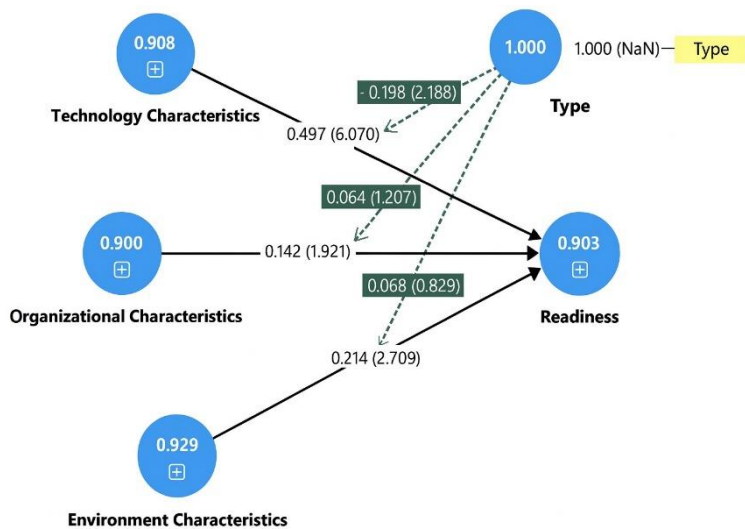 0.908
Technology Characteristics
1.000
1.000 (NaN)
Type
Type
- 0.198 (2.188)
0.497 (6.070)
0.064 (1.207)
0.900
Organizational Characteristics
0.142 (1.921)
0.903
Readiness
0.068 (0.829)
0.214 (2.709)
0.929
Environment Characteristics